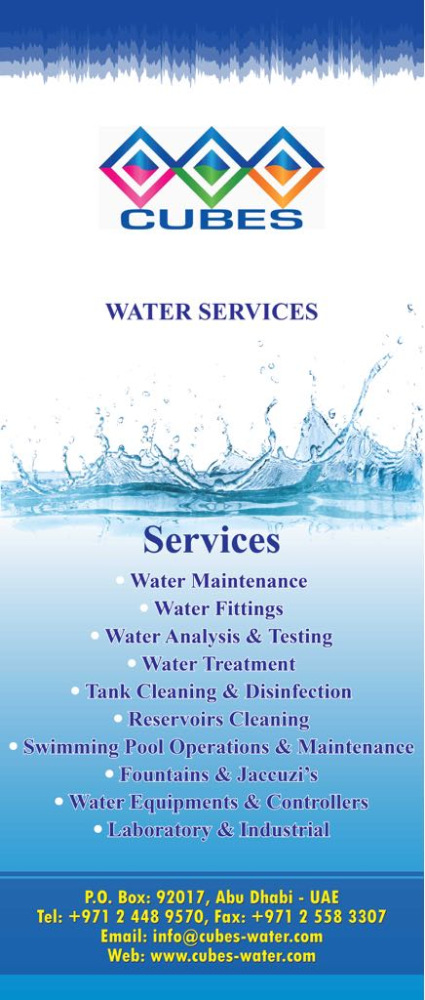 CUBES
WATER SERVICES
Services
• Water Maintenance
• Water Fittings
• Water Analysis & Testing
• Water Treatment
• Tank Cleaning & Disinfection
• Reservoirs Cleaning
• Swimming Pool Operations & Maintenance
• Fountains & Jaccuzi's
• Water Equipments & Controllers
• Laboratory & Industrial
P.O. Box: 92017, Abu Dhabi - UAE
Tel: +971 2 448 9570, Fax: +971 2 558 3307
Email: info@cubes-water.com
Web: www.cubes-water.com